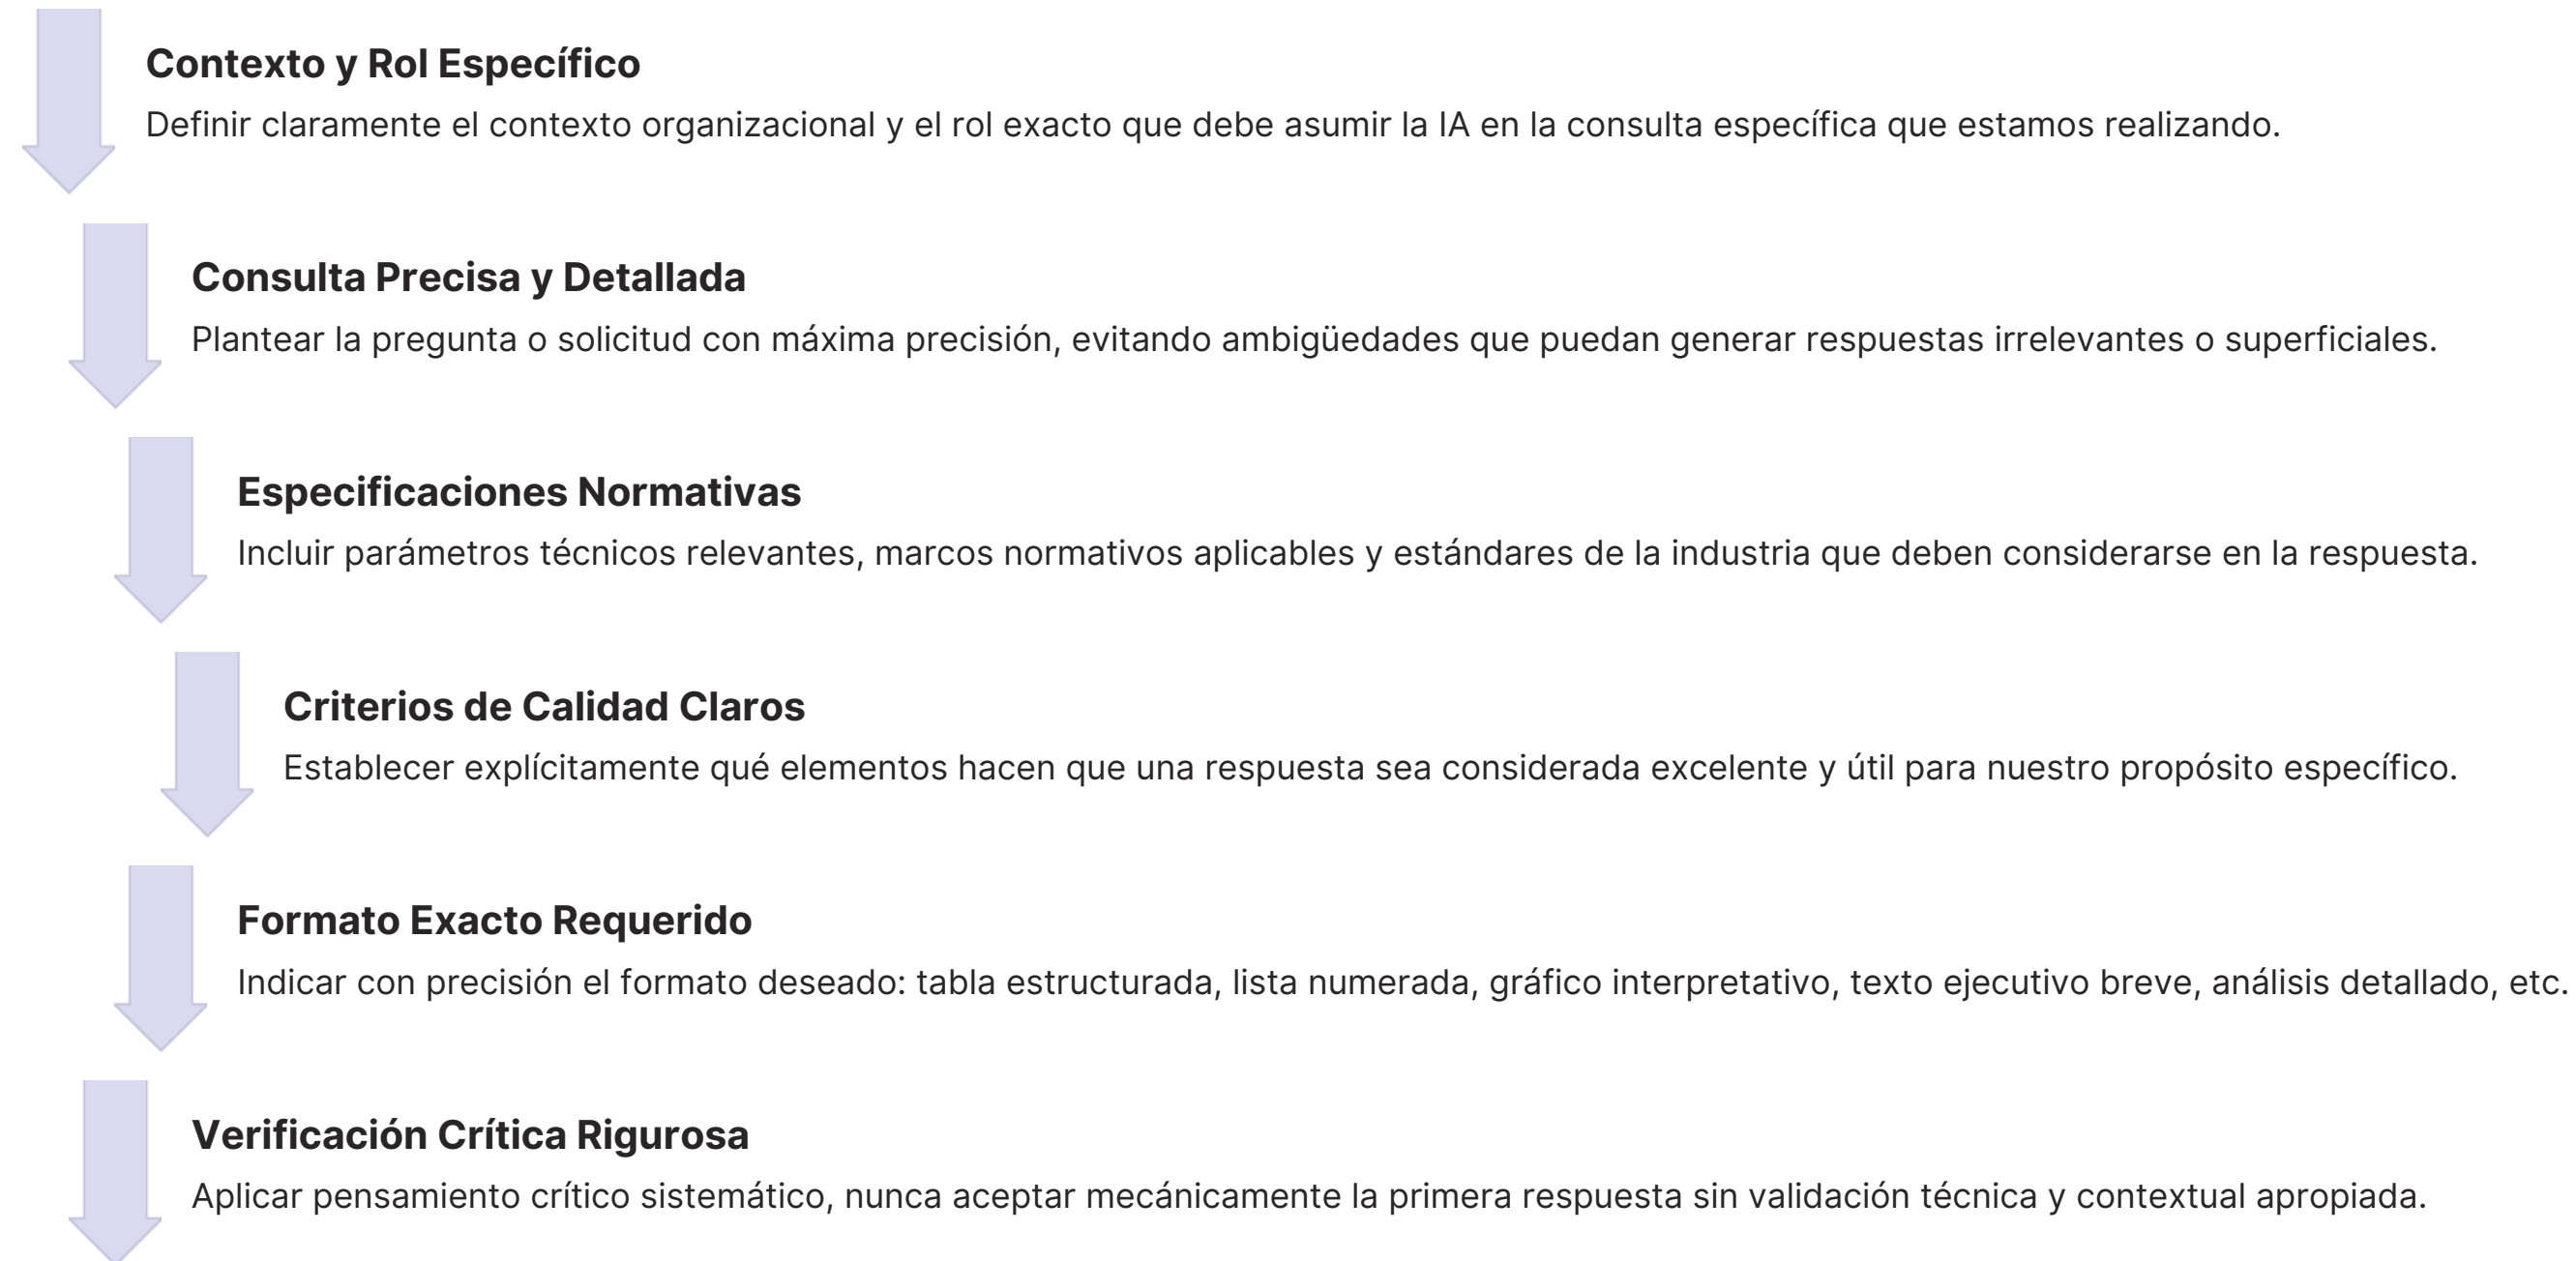 Contexto y Rol Específico
Definir claramente el contexto organizacional y el rol exacto que debe asumir la IA en la consulta específica que estamos realizando.
Consulta Precisa y Detallada
Plantear la pregunta o solicitud con máxima precisión, evitando ambigüedades que puedan generar respuestas irrelevantes o superficiales.
Especificaciones Normativas
Incluir parámetros técnicos relevantes, marcos normativos aplicables y estándares de la industria que deben considerarse en la respuesta.
Criterios de Calidad Claros
Establecer explícitamente qué elementos hacen que una respuesta sea considerada excelente y útil para nuestro propósito específico.
Formato Exacto Requerido
Indicar con precisión el formato deseado: tabla estructurada, lista numerada, gráfico interpretativo, texto ejecutivo breve, análisis detallado, etc.
Verificación Crítica Rigurosa
Aplicar pensamiento crítico sistemático, nunca aceptar mecánicamente la primera respuesta sin validación técnica y contextual apropiada.